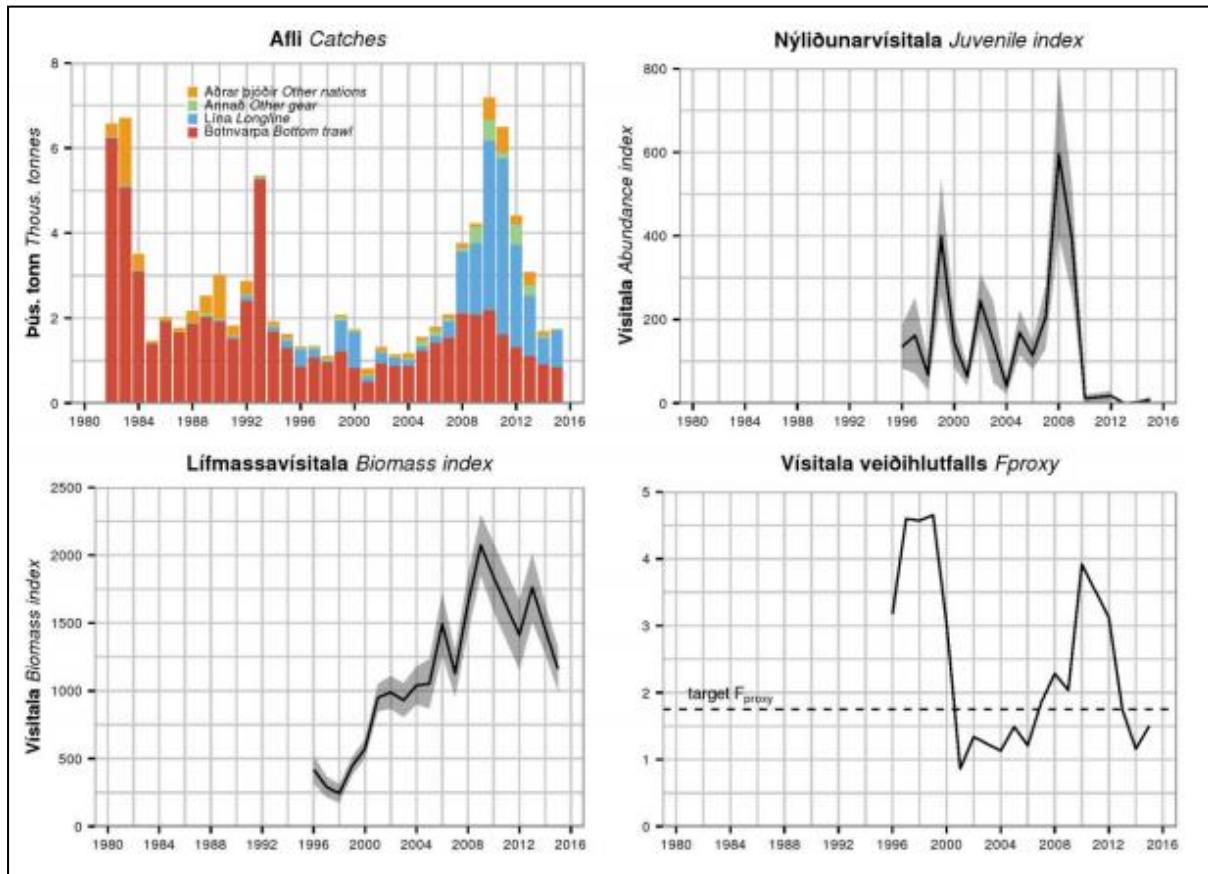 Afli Catches
8
6
4
2
0
Þús. tonn Thous. tonnes
Aðrar þjóðir Other nations
Annað Other gear
Lína Longline
Botnvarpa Bottom trawl
1980 1984 1988 1992 1996 2000 2004 2008 2012 2016
Nýliðunarvísitala Juvenile index
800
600
400
200
0
Vísitala Abundance index
1980 1984 1988 1992 1996 2000 2004 2008 2012 2016
Lífmassavísitala Biomass index
2500
2000
1500
1000
500
0
Vísitala Biomass index
1980 1984 1988 1992 1996 2000 2004 2008 2012 2016
Vísitala veiðihlutfalls Fproxy
5
4
3
2
1
0
target Fproxy
1980 1984 1988 1992 1996 2000 2004 2008 2012 2016